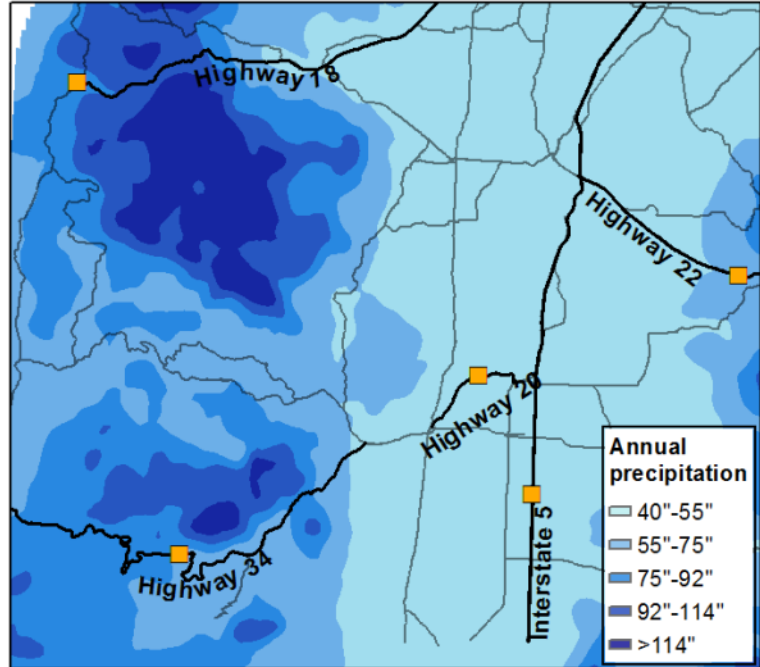 Highway 18
Highway 22
Highway 20
Interstate 5
Highway 34
Annual
precipitation
40"-55"
55"-75"
75"-92"
92"-114"
>114"